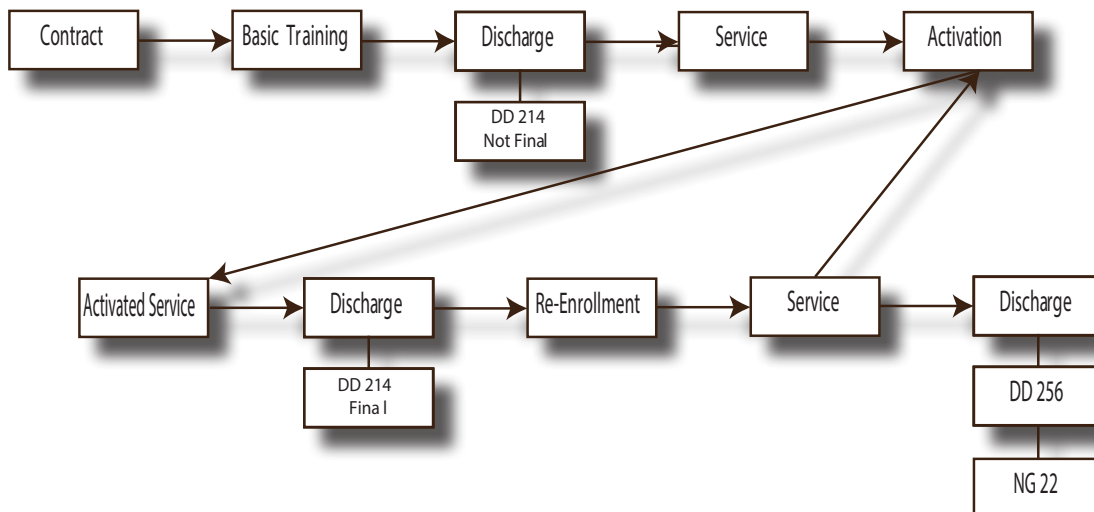 Contract
Basic Training
Discharge
Service
Activation
DD 214
Not Final
Activated Service
Discharge
Re-Enrollment
Service
Discharge
DD 214
Fina l
DD 256
NG 22